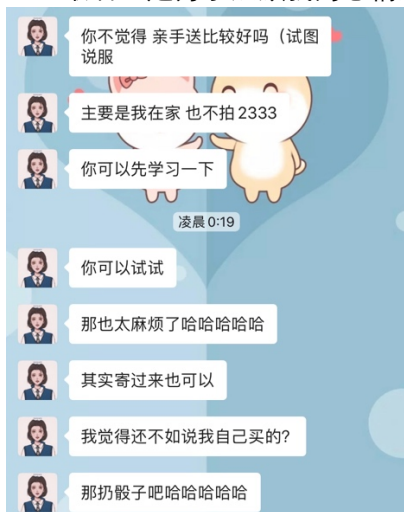 你不觉得 亲手送比较好吗（试图
说服
主要是我在家 也不拍2333
你可以先学习一下
凌晨0:19
你可以试试
那也太麻烦了哈哈哈哈哈
其实寄过来也可以
我觉得还不如说我自己买的?
那扔骰子吧哈哈哈哈哈